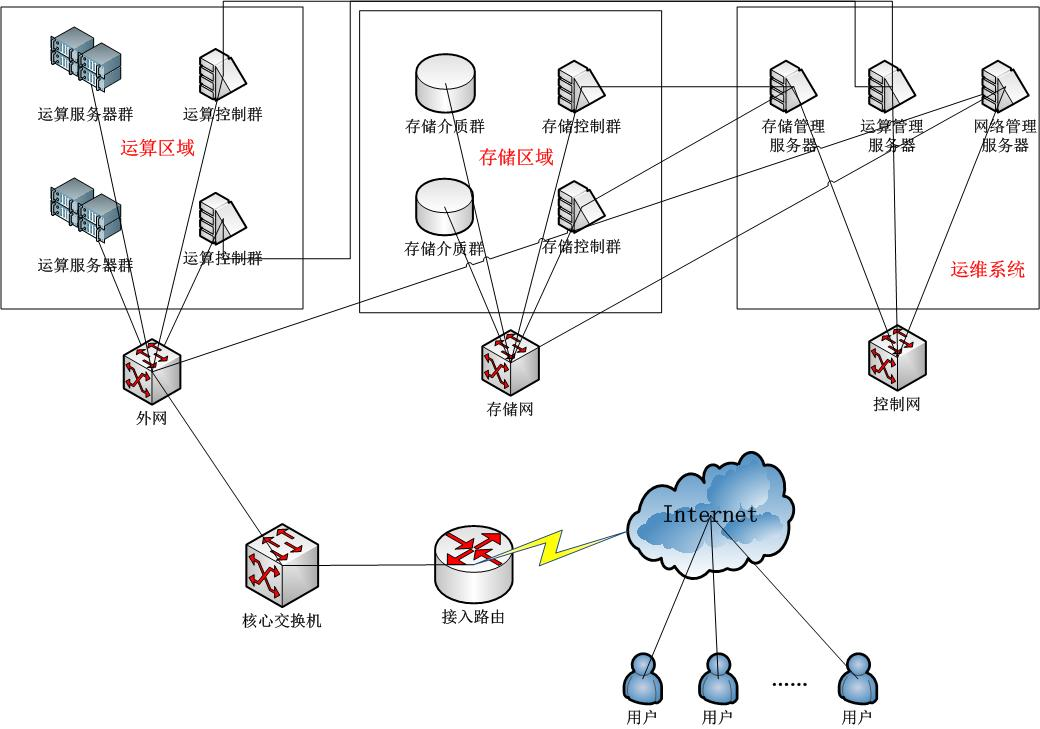 运算服务器群
运算控制群
运算区域
运算服务器群
运算控制群
存储介质群
存储控制群
存储区域
存储介质群
存储控制群
存储管理
服务器
运算管理
服务器
网络管理
服务器
运维系统
外网
存储网
控制网
Internet
核心交换机
接入路由
用户
用户
……
用户